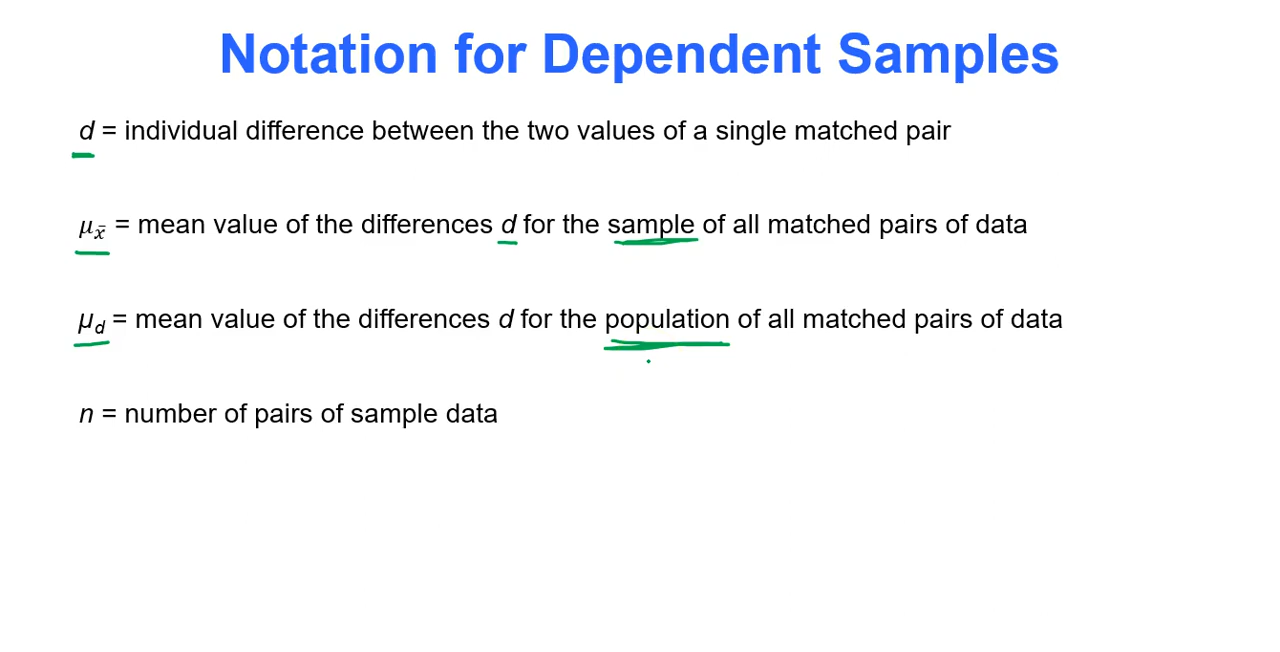 Notation for Dependent Samples
d = individual difference between the two values of a single matched pair
μx̄ = mean value of the differences d for the sample of all matched pairs of data
μd = mean value of the differences d for the population of all matched pairs of data
n = number of pairs of sample data